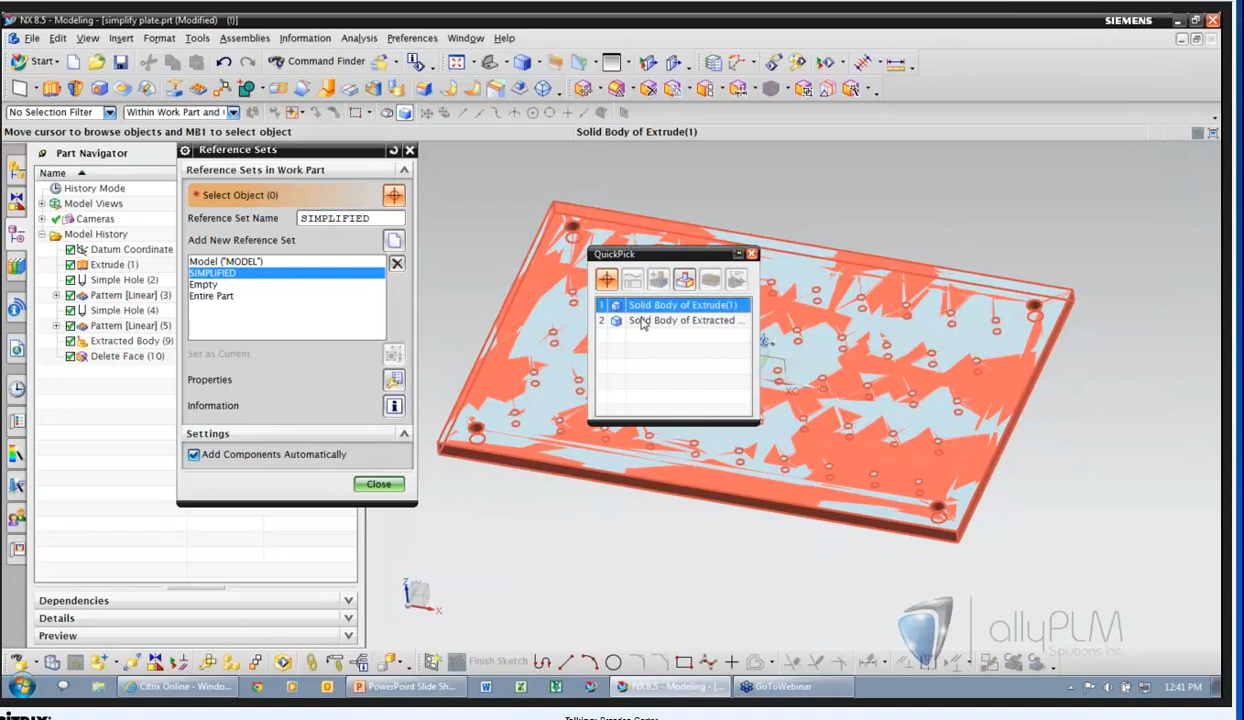 NX 8.5 - Modeling - [simplify plate.prt (Modified) (!)]
SIEMENS
File Edit View Insert Format Tools Assemblies Information Analysis Preferences Window Help
Start
Command Finder
No Selection Filter
Within Work Part and
Move cursor to browse objects and MB1 to select object
Solid Body of Extrude(1)
Part Navigator
Name
History Mode
Model Views
Cameras
Model History
Datum Coordinate
Extrude (1)
Simple Hole (2)
Pattern [Linear] (3)
Simple Hole (4)
Pattern [Linear] (5)
Extracted Body (9)
Delete Face (10)
Dependencies
Details
Preview
Reference Sets
Reference Sets in Work Part
* Select Object (0)
Reference Set Name
SIMPLIFIED
Add New Reference Set
Model ("MODEL")
SIMPLIFIED
Empty
Entire Part
Set as Current
Properties
Information
Settings
Add Components Automatically
Close
QuickPick
1 Solid Body of Extrude(1)
2 Solid Body of Extracted ...
XC
Z
X
allyPLM
Solutions Inc
Finish Sketch
Citrix Online - Windo...
PowerPoint Slide Sh...
NX 8.5 - Modeling - [...
GoToWebinar
12:41 PM
CITRIX